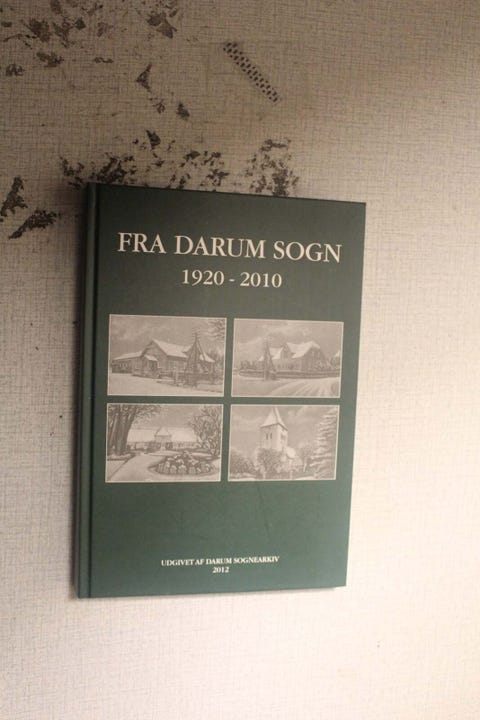 FRA DARUM SOGN
1920 - 2010
UDGIVET AF DARUM SOGNEARKIV
2012